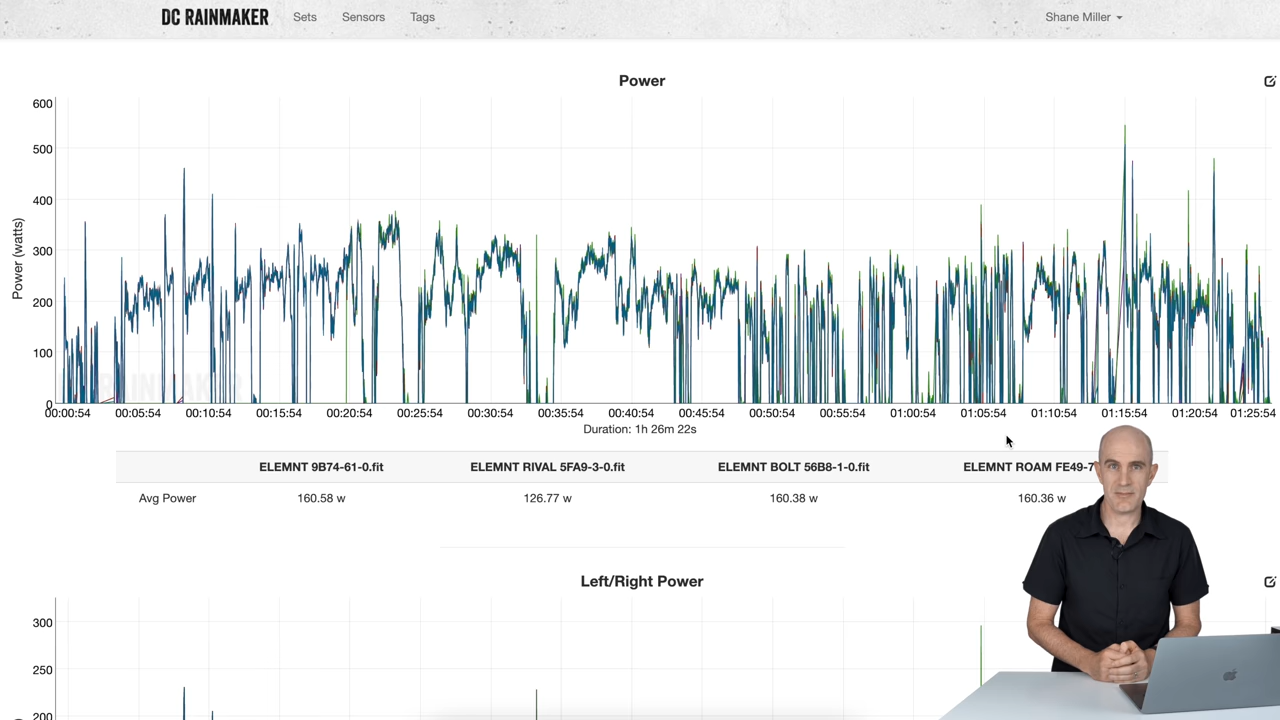 DC RAINMAKER Sets Sensors Tags Shane Miller
Power
600
500
400
300
200
100
0
Power (watts)
RAINMAKER
00:00:54 00:05:54 00:10:54 00:15:54 00:20:54 00:25:54 00:30:54 00:35:54 00:40:54 00:45:54 00:50:54 00:55:54 01:00:54 01:05:54 01:10:54 01:15:54 01:20:54 01:25:54
Duration: 1h 26m 22s
ELEMNT 9B74-61-0.fit ELEMNT RIVAL 5FA9-3-0.fit ELEMNT BOLT 56B8-1-0.fit ELEMNT ROAM FE49-7
Avg Power 160.58 w 126.77 w 160.38 w 160.36 w
Left/Right Power
300
250
200